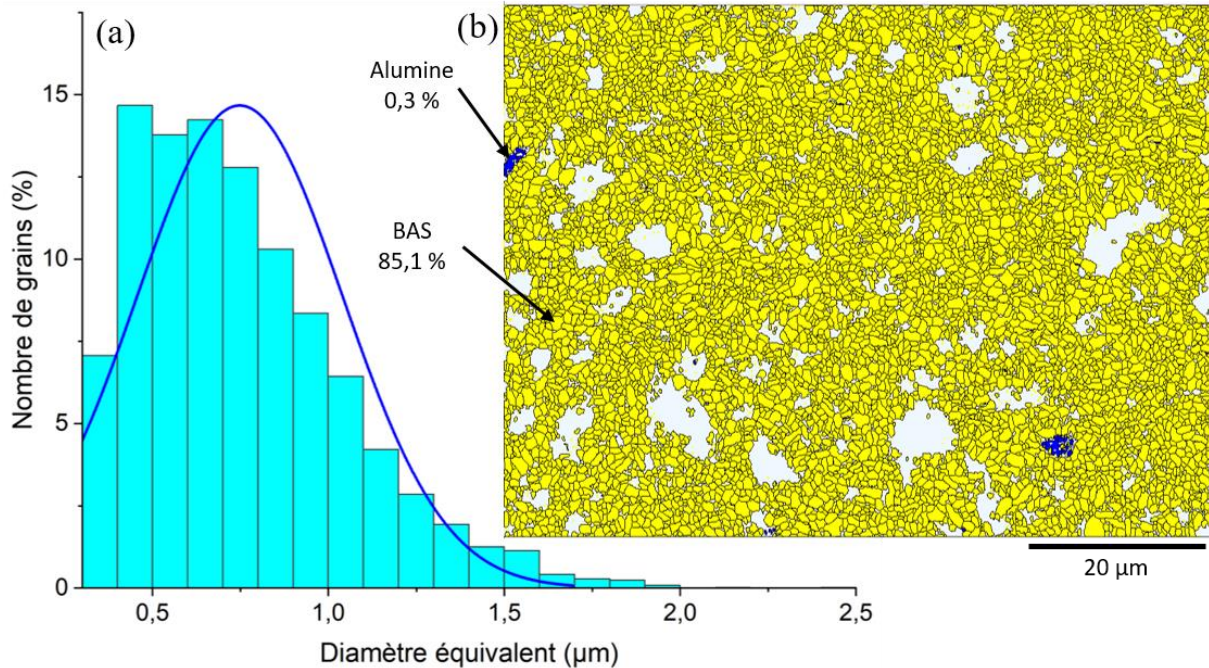 (a)
(b)
Alumine
0,3 %
BAS
85,1 %
Nombre de grains (%)
15
10
5
0
0,5
1,0
1,5
2,0
2,5
Diamètre équivalent (µm)
20 µm